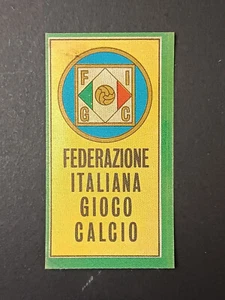 F I
G C
FEDERAZIONE
ITALIANA
GIOCO
CALCIO